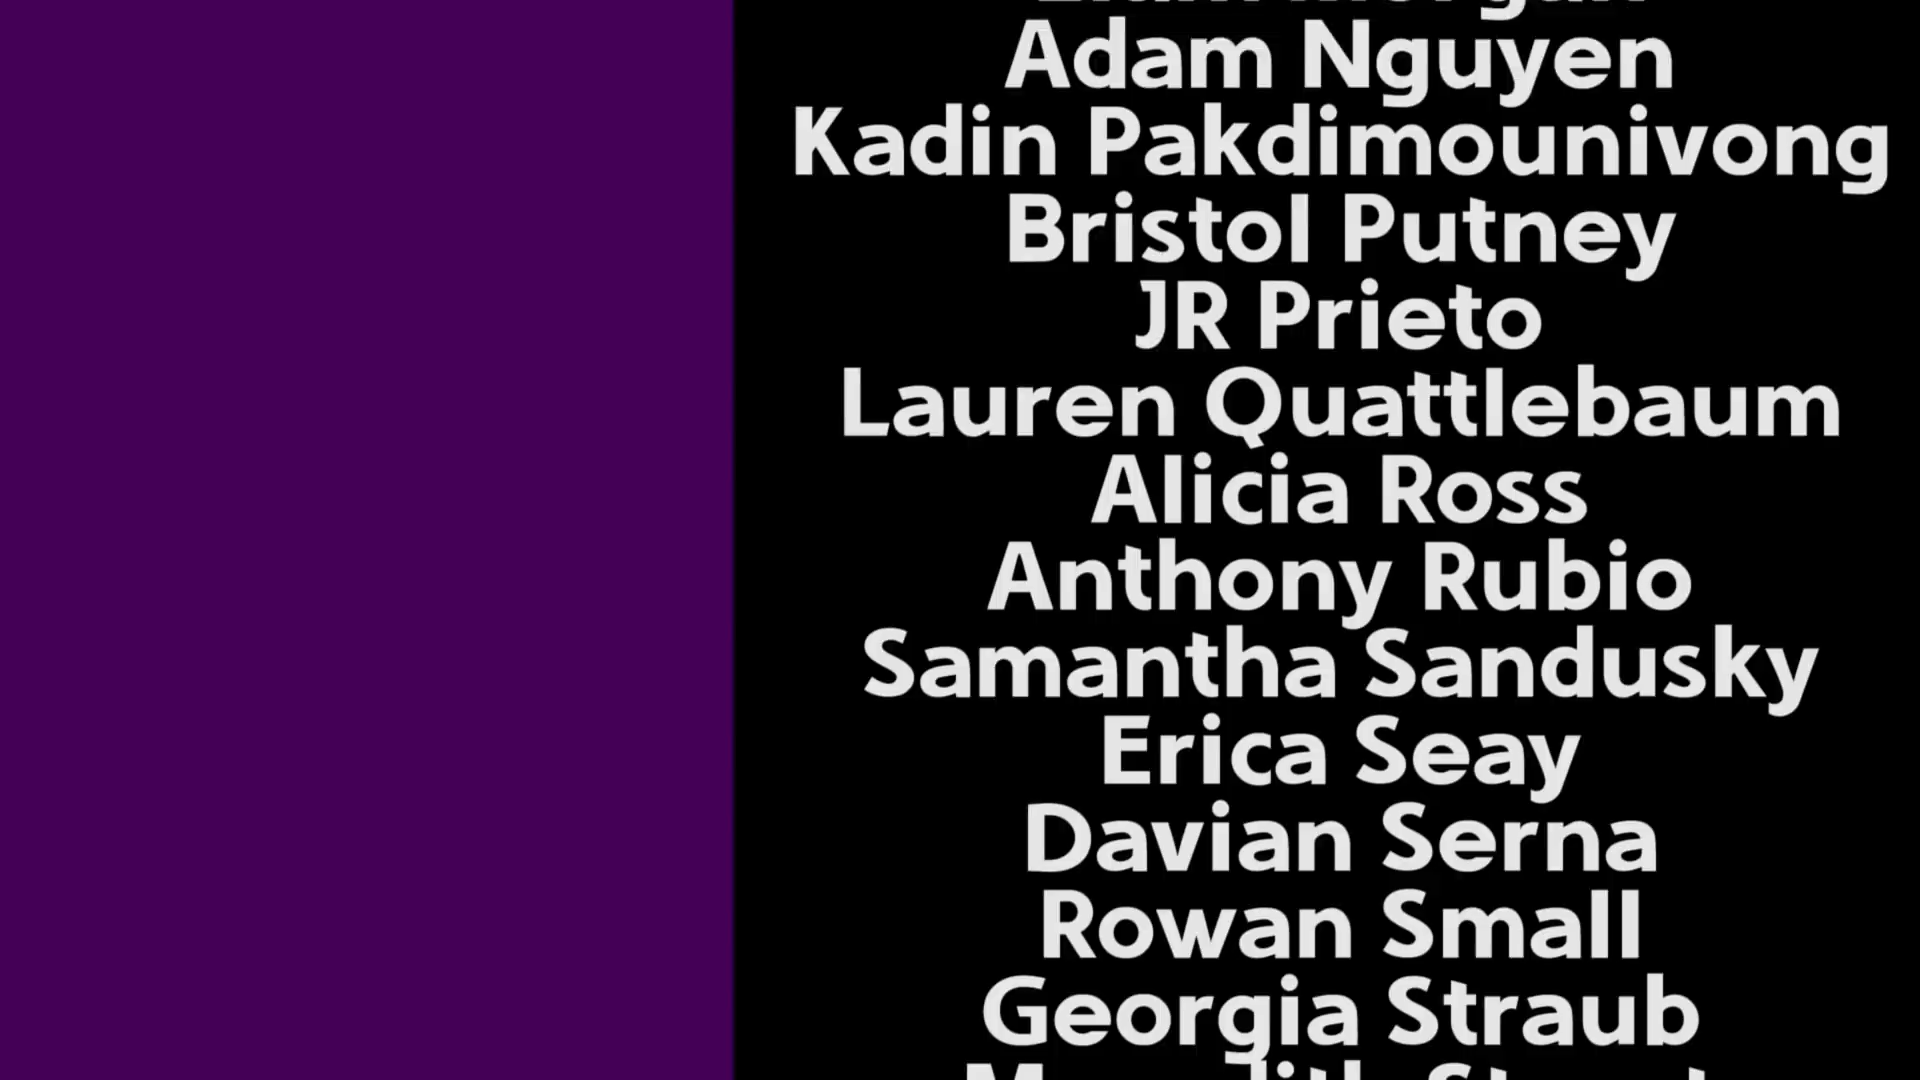 Adam Nguyen
Kadin Pakdimounivong
Bristol Putney
JR Prieto
Lauren Quattlebaum
Alicia Ross
Anthony Rubio
Samantha Sandusky
Erica Seay
Davian Serna
Rowan Small
Georgia Straub